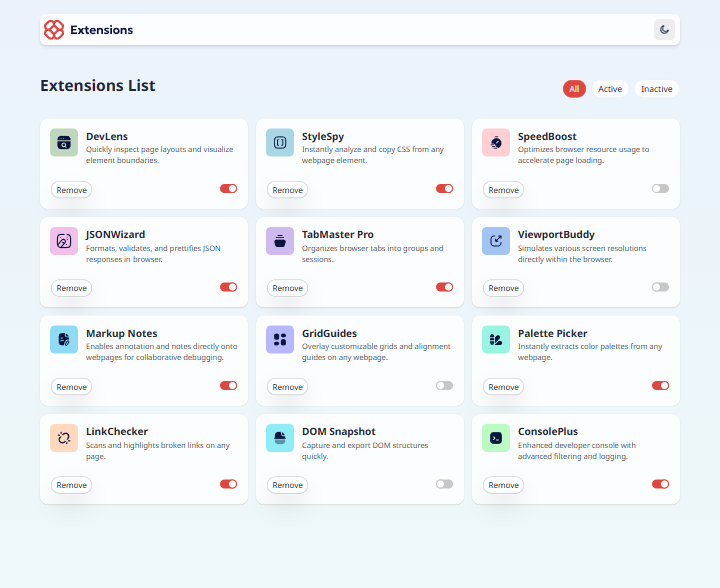 Extensions
Extensions List
All
Active
Inactive
DevLens
Quickly inspect page layouts and visualize
element boundaries.
Remove
StyleSpy
Instantly analyze and copy CSS from any
webpage element.
Remove
SpeedBoost
Optimizes browser resource usage to
accelerate page loading.
Remove
JSONWizard
Formats, validates, and prettifies JSON
responses in browser.
Remove
TabMaster Pro
Organizes browser tabs into groups and
sessions.
Remove
ViewportBuddy
Simulates various screen resolutions
directly within the browser.
Remove
Markup Notes
Enables annotation and notes directly onto
webpages for collaborative debugging.
Remove
GridGuides
Overlay customizable grids and alignment
guides on any webpage.
Remove
Palette Picker
Instantly extracts color palettes from any
webpage.
Remove
LinkChecker
Scans and highlights broken links on any
page.
Remove
DOM Snapshot
Capture and export DOM structures
quickly.
Remove
ConsolePlus
Enhanced developer console with
advanced filtering and logging.
Remove